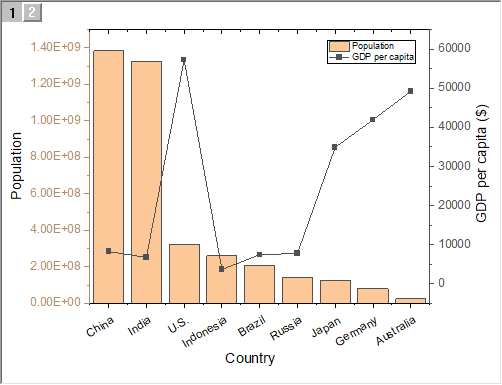 1 2
Population
GDP per capita
1.40E+09
1.20E+09
1.00E+09
8.00E+08
6.00E+08
4.00E+08
2.00E+08
0.00E+00
Population
60000
50000
40000
30000
20000
10000
0
GDP per capita ($)
China
India
U.S.
Indonesia
Brazil
Russia
Japan
Germany
Australia
Country